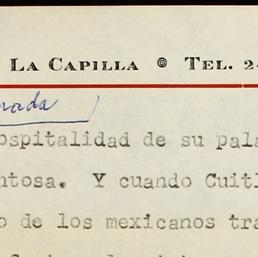 LA CAPILLA ⊚ TEL. 2
nada
ospitalidad de su pala
ntosa. Y cuando Cuitl
o de los mexicanos tra